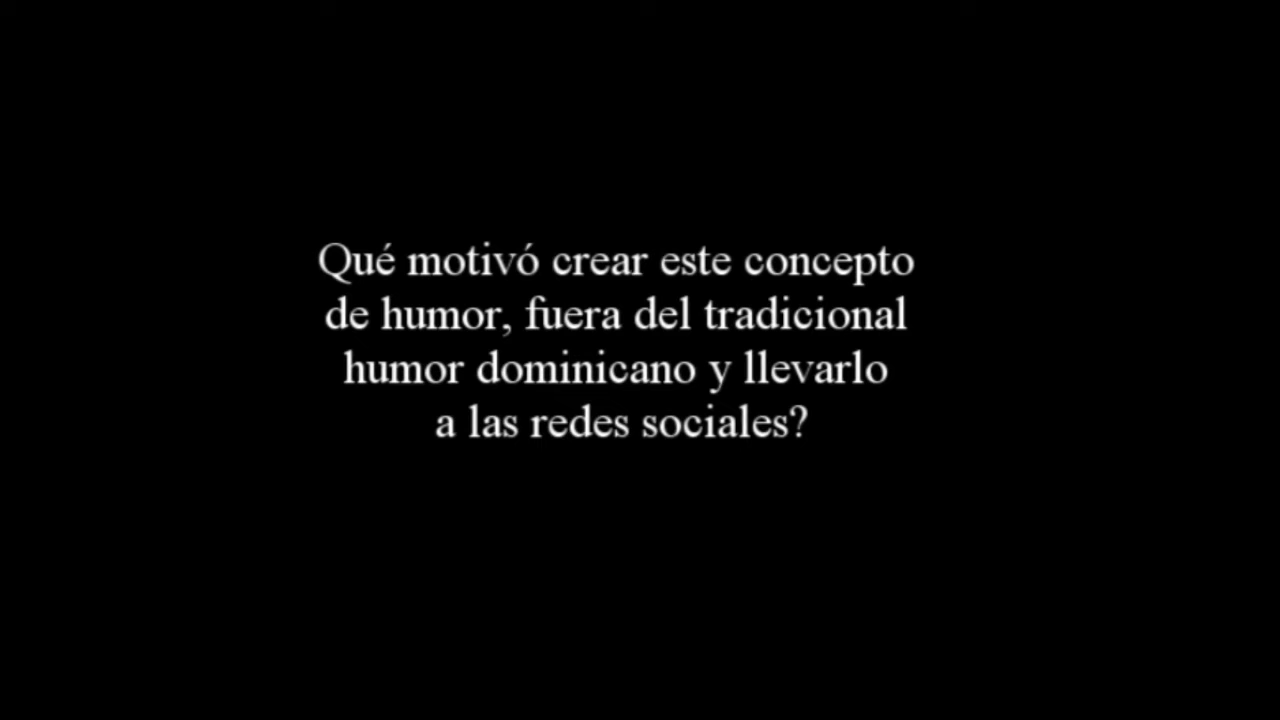 Qué motivó crear este concepto
de humor, fuera del tradicional
humor dominicano y llevarlo
a las redes sociales?